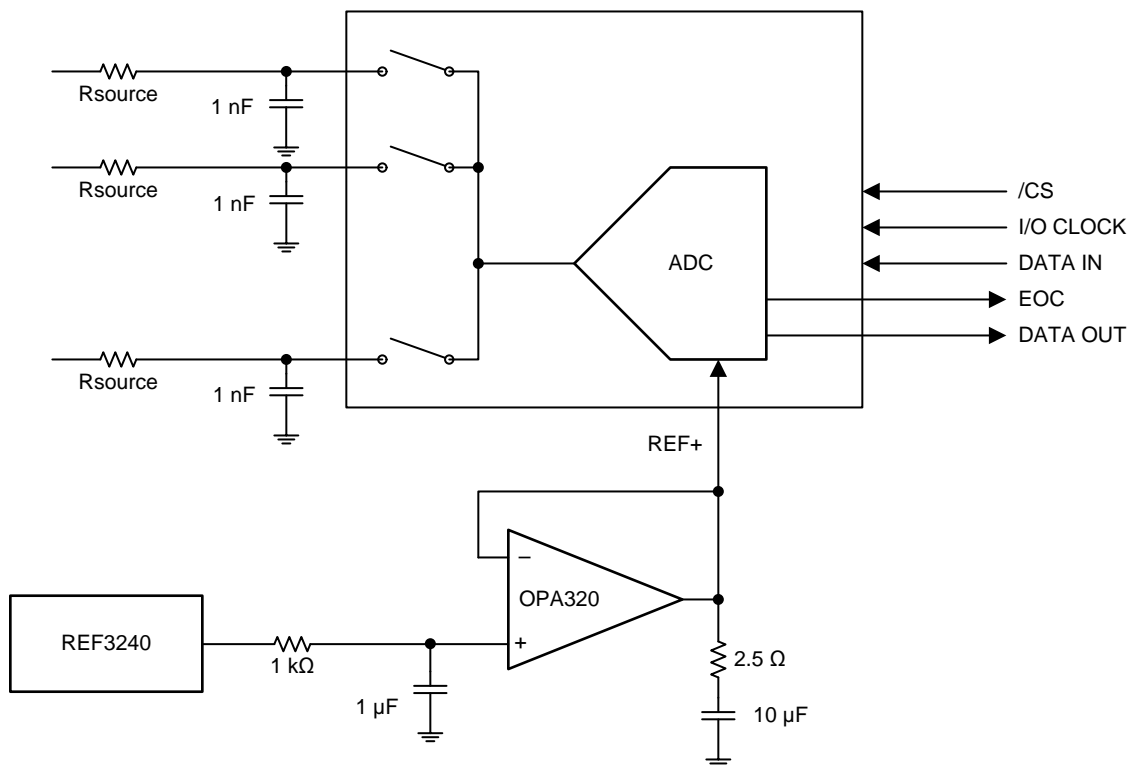 Rsource
1 nF
Rsource
1 nF
Rsource
1 nF
ADC
/CS
I/O CLOCK
DATA IN
EOC
DATA OUT
REF+
−
OPA320
+
REF3240
1 kΩ
1 µF
2.5 Ω
10 µF